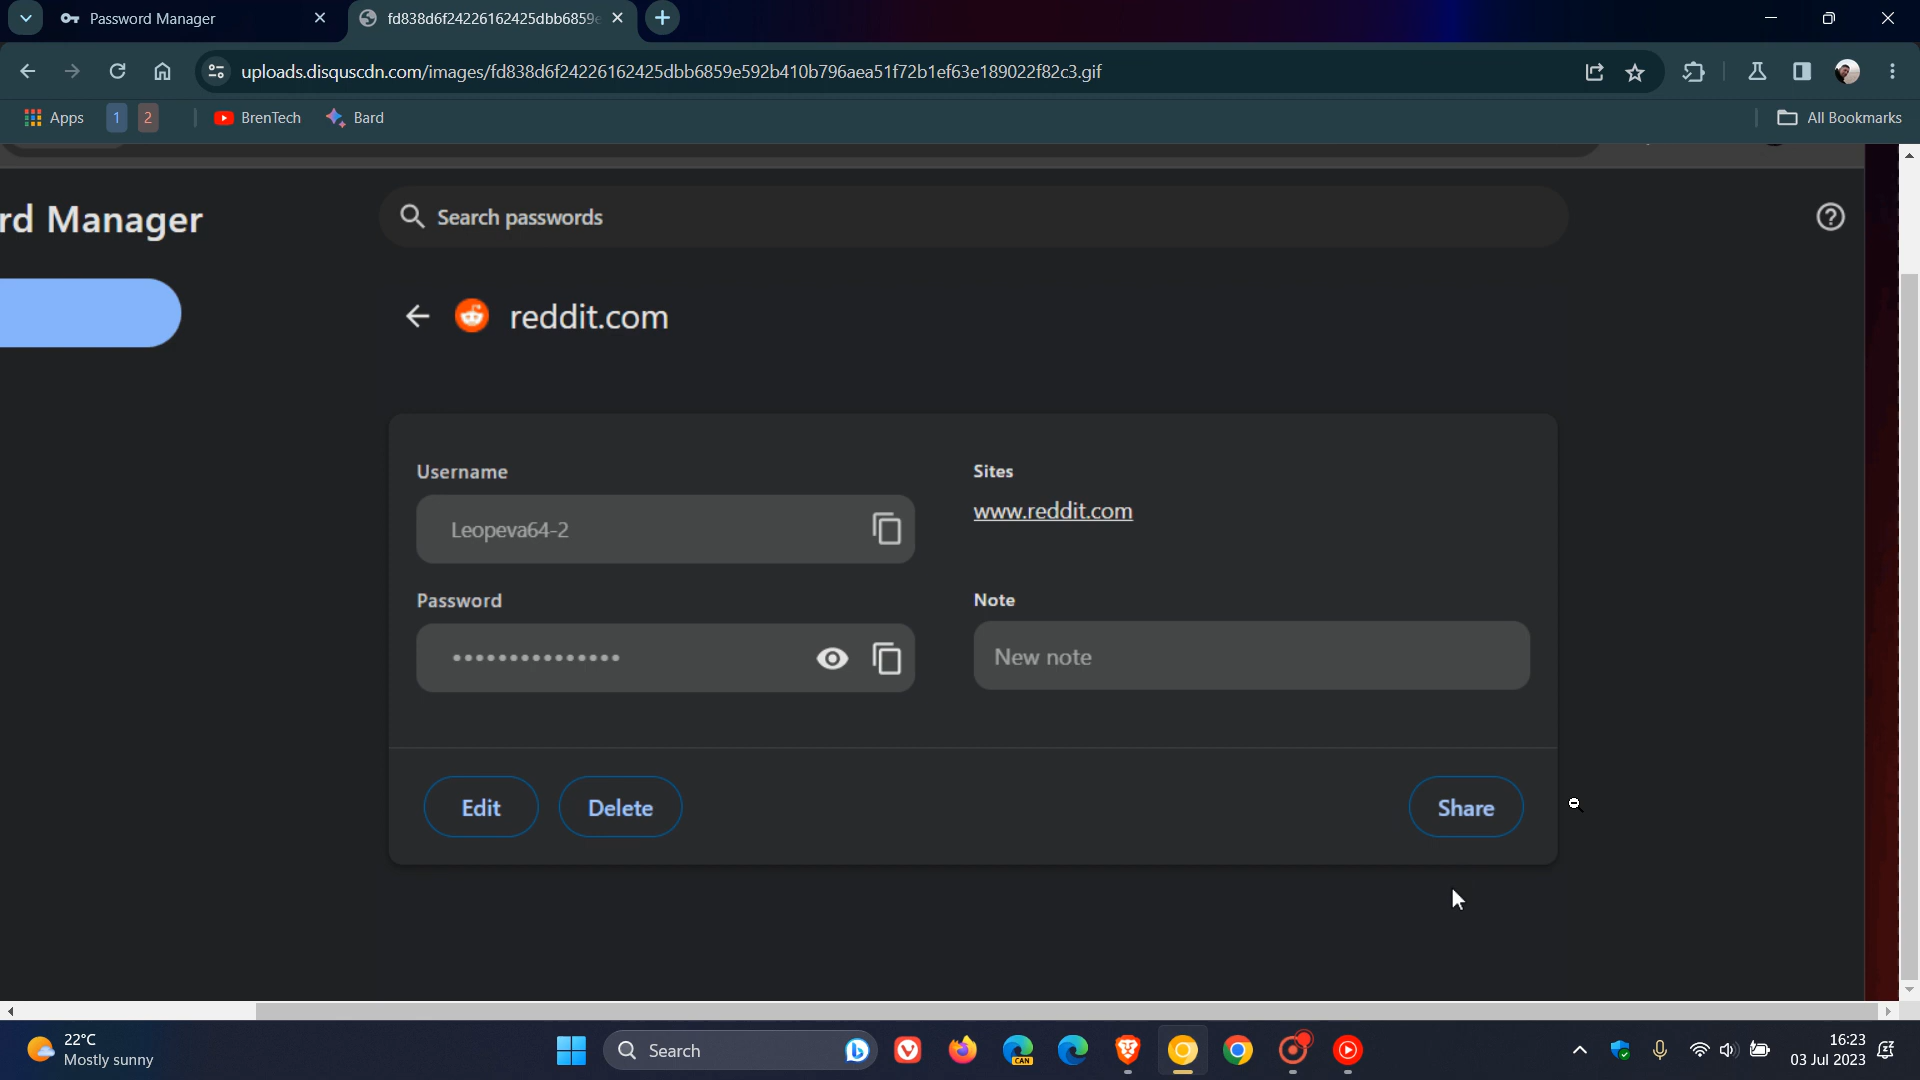 Password Manager
fd838d6f24226162425dbb6859e
uploads.disquscdn.com/images/fd838d6f24226162425dbb6859e592b410b796aea51f72b1ef63e189022f82c3.gif
Apps 1 2 BrenTech Bard All Bookmarks
rd Manager
Search passwords
reddit.com
Username
Leopeva64-2
Sites
www.reddit.com
Password
•••••••••••••••
Note
New note
Edit Delete Share
22°C
Mostly sunny
Search
CAN
16:23
03 Jul 2023